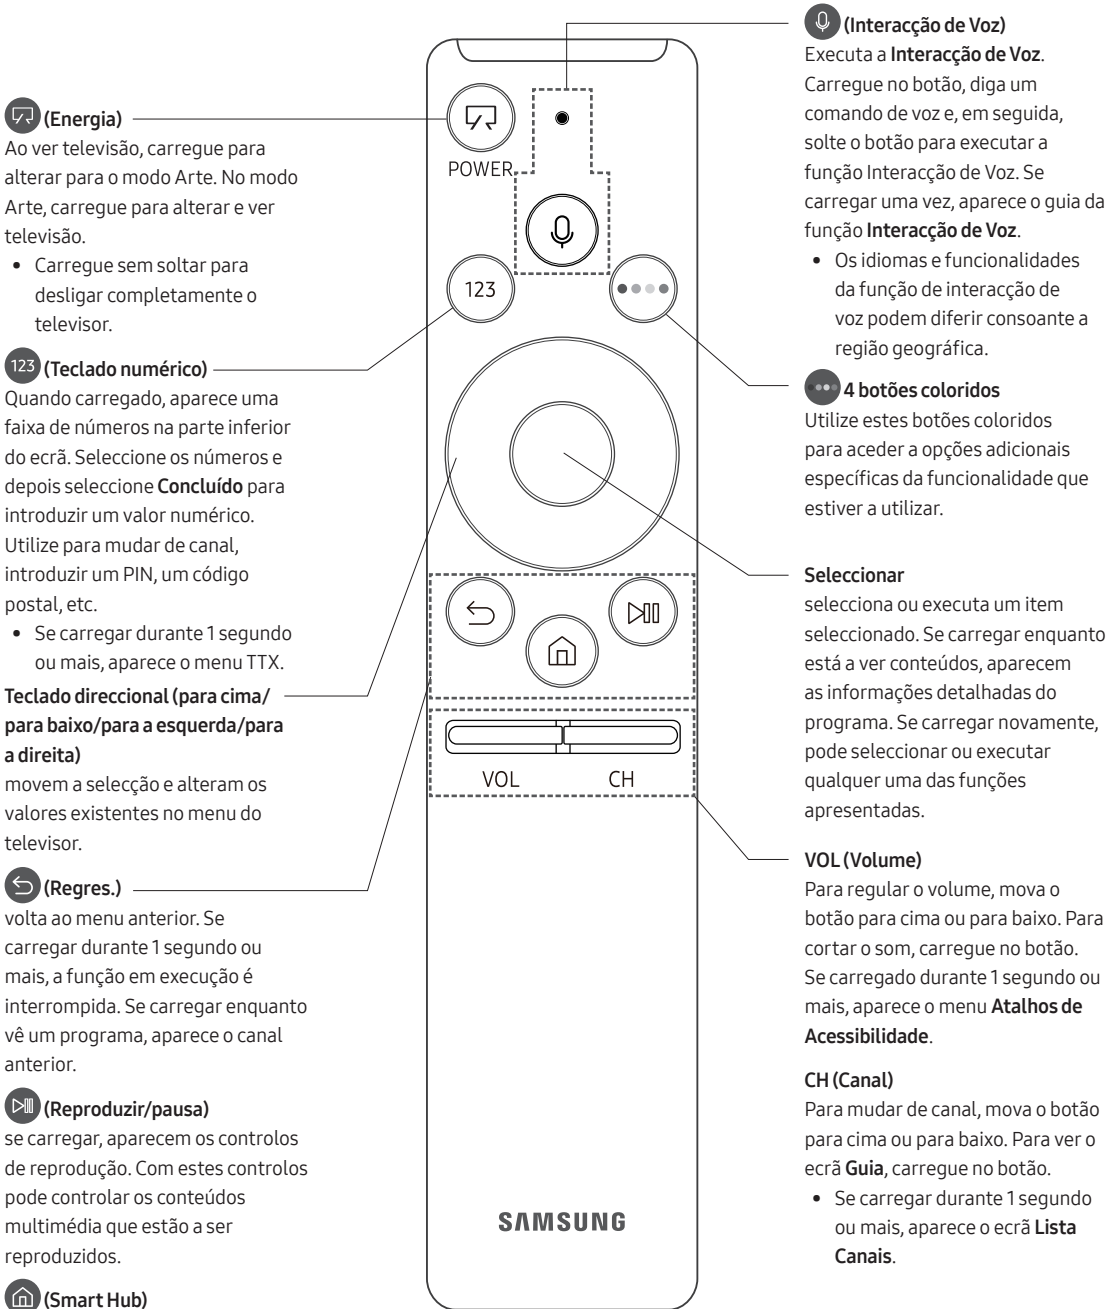 (Energia)
Ao ver televisão, carregue para
alterar para o modo Arte. No modo
Arte, carregue para alterar e ver
televisão.
• Carregue sem soltar para
desligar completamente o
televisor.
123 (Teclado numérico)
Quando carregado, aparece uma
faixa de números na parte inferior
do ecrã. Seleccione os números e
depois seleccione Concluído para
introduzir um valor numérico.
Utilize para mudar de canal,
introduzir um PIN, um código
postal, etc.
• Se carregar durante 1 segundo
ou mais, aparece o menu TTX.
Teclado direccional (para cima/
para baixo/para a esquerda/para
a direita)
movem a selecção e alteram os
valores existentes no menu do
televisor.
(Regres.)
volta ao menu anterior. Se
carregar durante 1 segundo ou
mais, a função em execução é
interrompida. Se carregar enquanto
vê um programa, aparece o canal
anterior.
(Reproduzir/pausa)
se carregar, aparecem os controlos
de reprodução. Com estes controlos
pode controlar os conteúdos
multimédia que estão a ser
reproduzidos.
(Smart Hub)
POWER
123
VOL CH
SAMSUNG
(Interacção de Voz)
Executa a Interacção de Voz.
Carregue no botão, diga um
comando de voz e, em seguida,
solte o botão para executar a
função Interacção de Voz. Se
carregar uma vez, aparece o guia da
função Interacção de Voz.
• Os idiomas e funcionalidades
da função de interacção de
voz podem diferir consoante a
região geográfica.
4 botões coloridos
Utilize estes botões coloridos
para aceder a opções adicionais
específicas da funcionalidade que
estiver a utilizar.
Seleccionar
selecciona ou executa um item
seleccionado. Se carregar enquanto
está a ver conteúdos, aparecem
as informações detalhadas do
programa. Se carregar novamente,
pode seleccionar ou executar
qualquer uma das funções
apresentadas.
VOL (Volume)
Para regular o volume, mova o
botão para cima ou para baixo. Para
cortar o som, carregue no botão.
Se carregado durante 1 segundo ou
mais, aparece o menu Atalhos de
Acessibilidade.
CH (Canal)
Para mudar de canal, mova o botão
para cima ou para baixo. Para ver o
ecrã Guia, carregue no botão.
• Se carregar durante 1 segundo
ou mais, aparece o ecrã Lista
Canais.